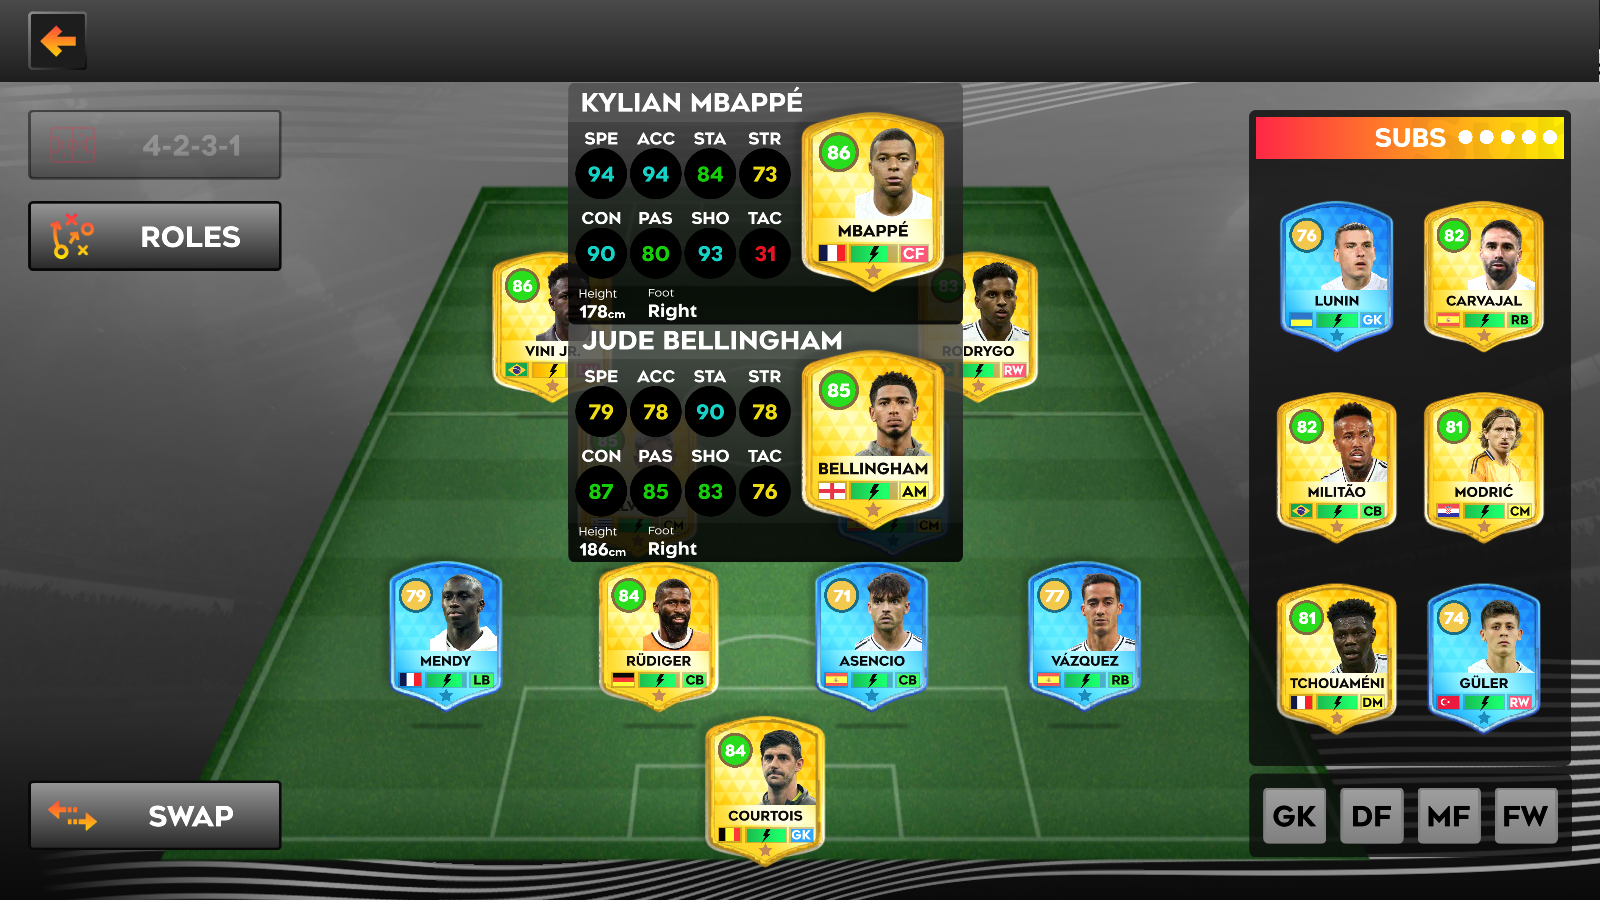 4-2-3-1
ROLES
KYLIAN MBAPPÉ
SPE ACC STA STR
94 94 84 73
CON PAS SHO TAC
90 80 93 31
Height Foot
178cm Right
86
MBAPPÉ
CF
JUDE BELLINGHAM
SPE ACC STA STR
79 78 90 78
CON PAS SHO TAC
87 85 83 76
Height Foot
186cm Right
85
BELLINGHAM
AM
86
VINI JR.
83
RODRYGO
RW
85
CM
CM
79
MENDY
LB
84
RÜDIGER
CB
71
ASENCIO
CB
77
VÁZQUEZ
RB
84
COURTOIS
GK
SUBS
76
LUNIN
GK
82
CARVAJAL
RB
82
MILITÃO
CB
81
MODRIĆ
CM
81
TCHOUAMÉNI
DM
74
GÜLER
RW
SWAP
GK DF MF FW